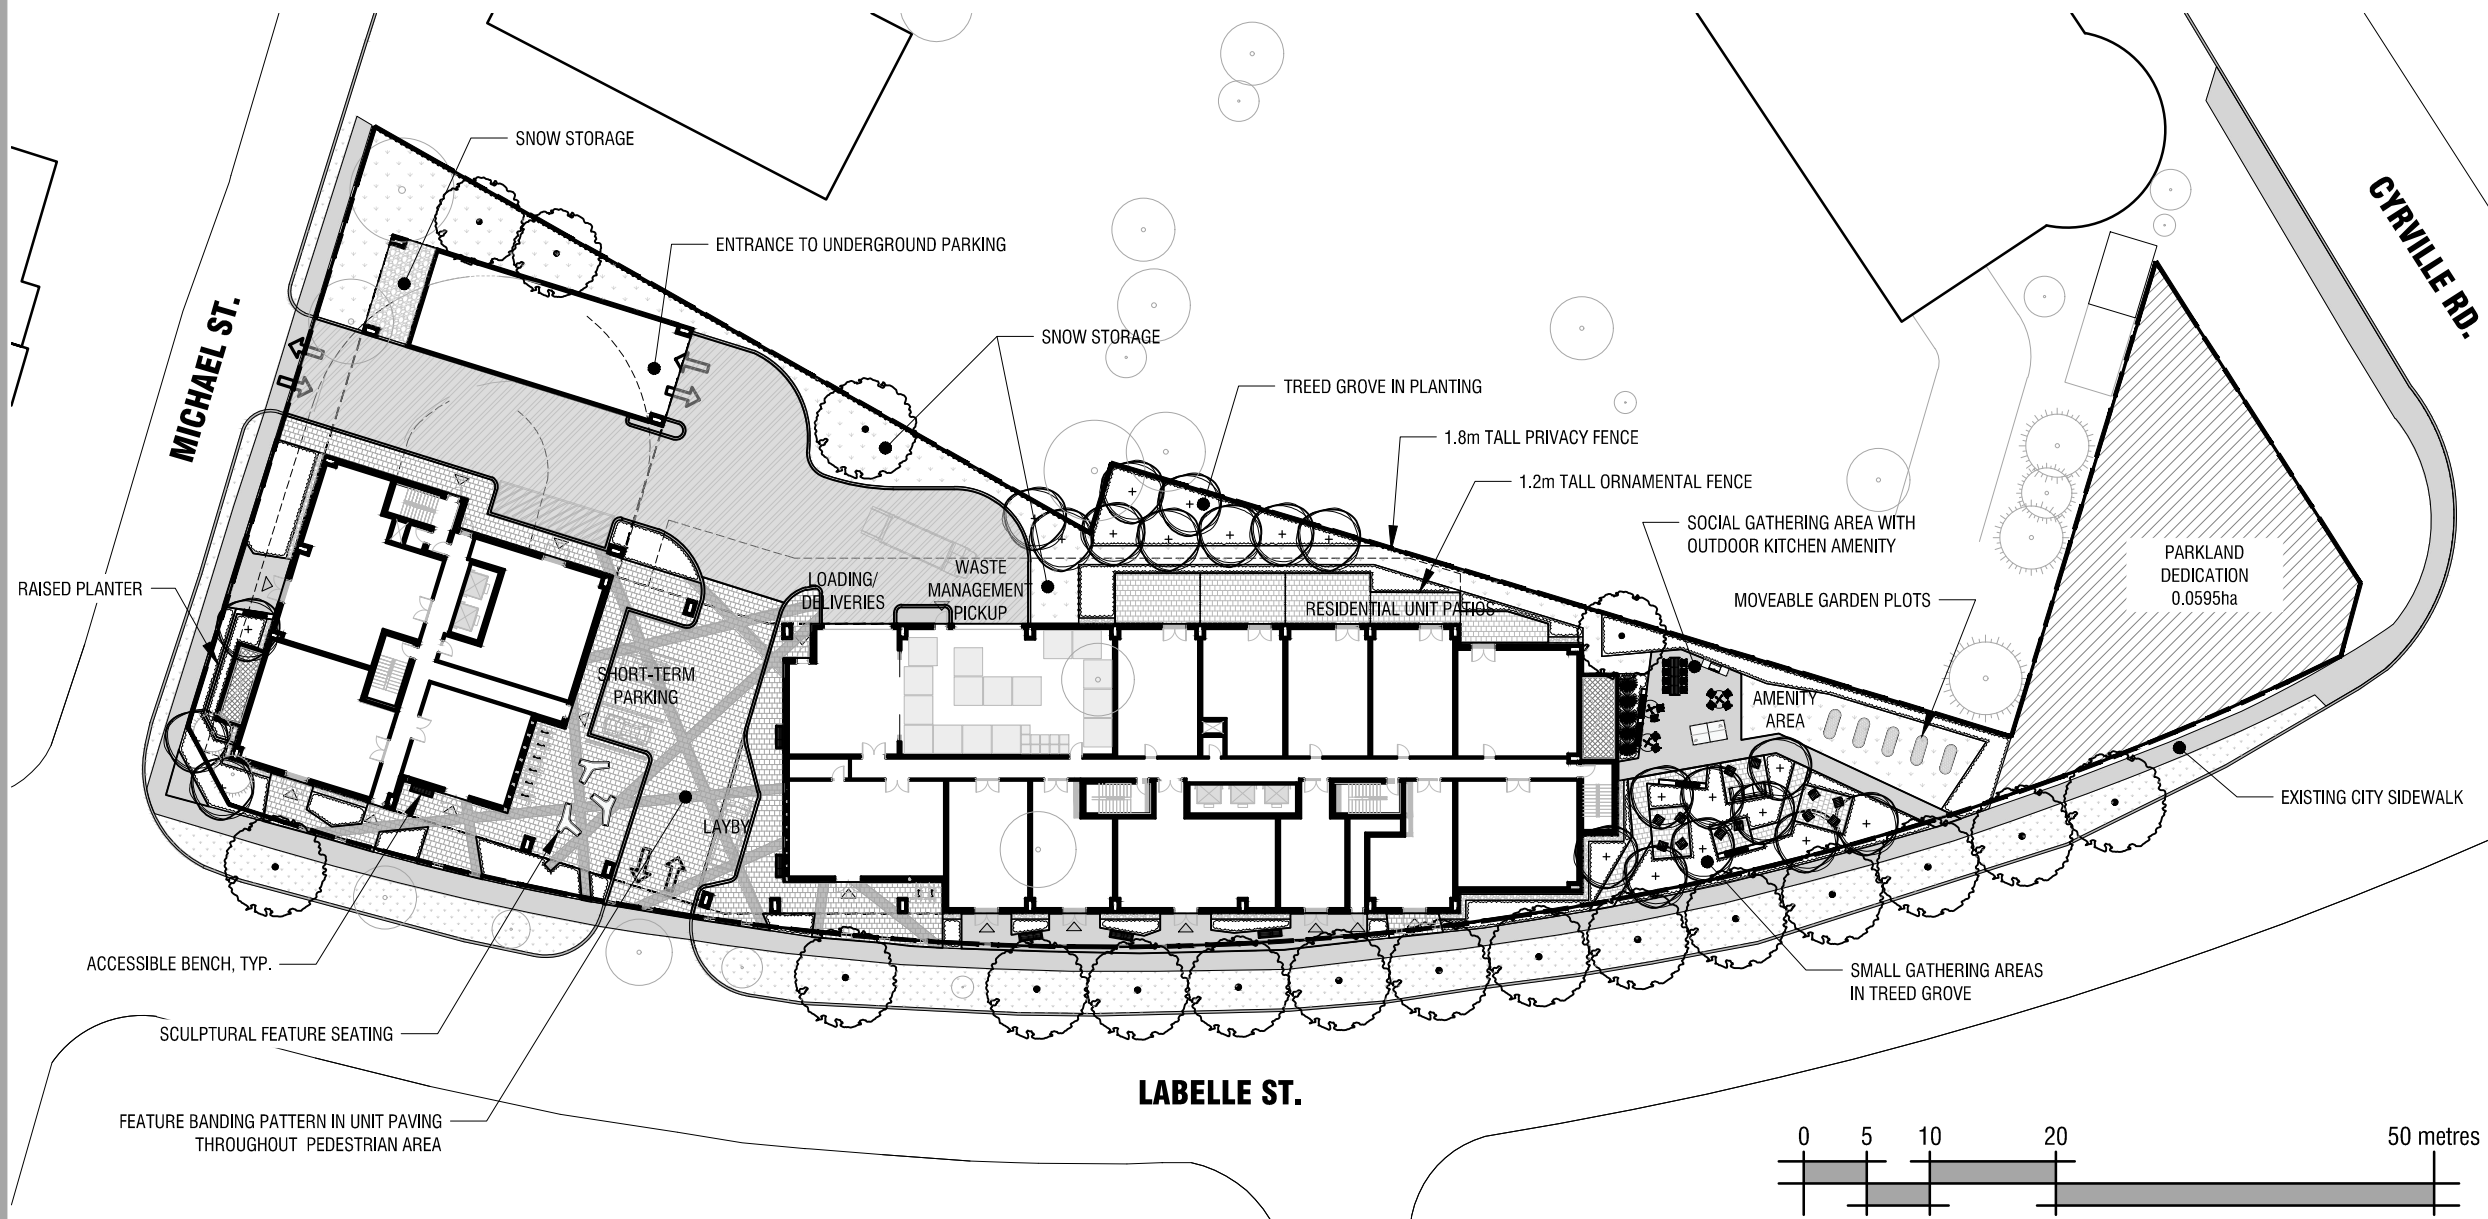 SNOW STORAGE
ENTRANCE TO UNDERGROUND PARKING
CYRVILLE RD.
MICHAEL ST.
SNOW STORAGE
TREED GROVE IN PLANTING
1.8m TALL PRIVACY FENCE
1.2m TALL ORNAMENTAL FENCE
SOCIAL GATHERING AREA WITH
OUTDOOR KITCHEN AMENITY
PARKLAND
DEDICATION
0.0595ha
RAISED PLANTER
LOADING/
DELIVERIES
WASTE
MANAGEMENT
PICKUP
RESIDENTIAL UNIT PATIOS
MOVEABLE GARDEN PLOTS
SHORT-TERM
PARKING
AMENITY
AREA
LAYBY
EXISTING CITY SIDEWALK
ACCESSIBLE BENCH, TYP.
SMALL GATHERING AREAS
IN TREED GROVE
SCULPTURAL FEATURE SEATING
LABELLE ST.
FEATURE BANDING PATTERN IN UNIT PAVING
THROUGHOUT PEDESTRIAN AREA
0 5 10 20 50 metres